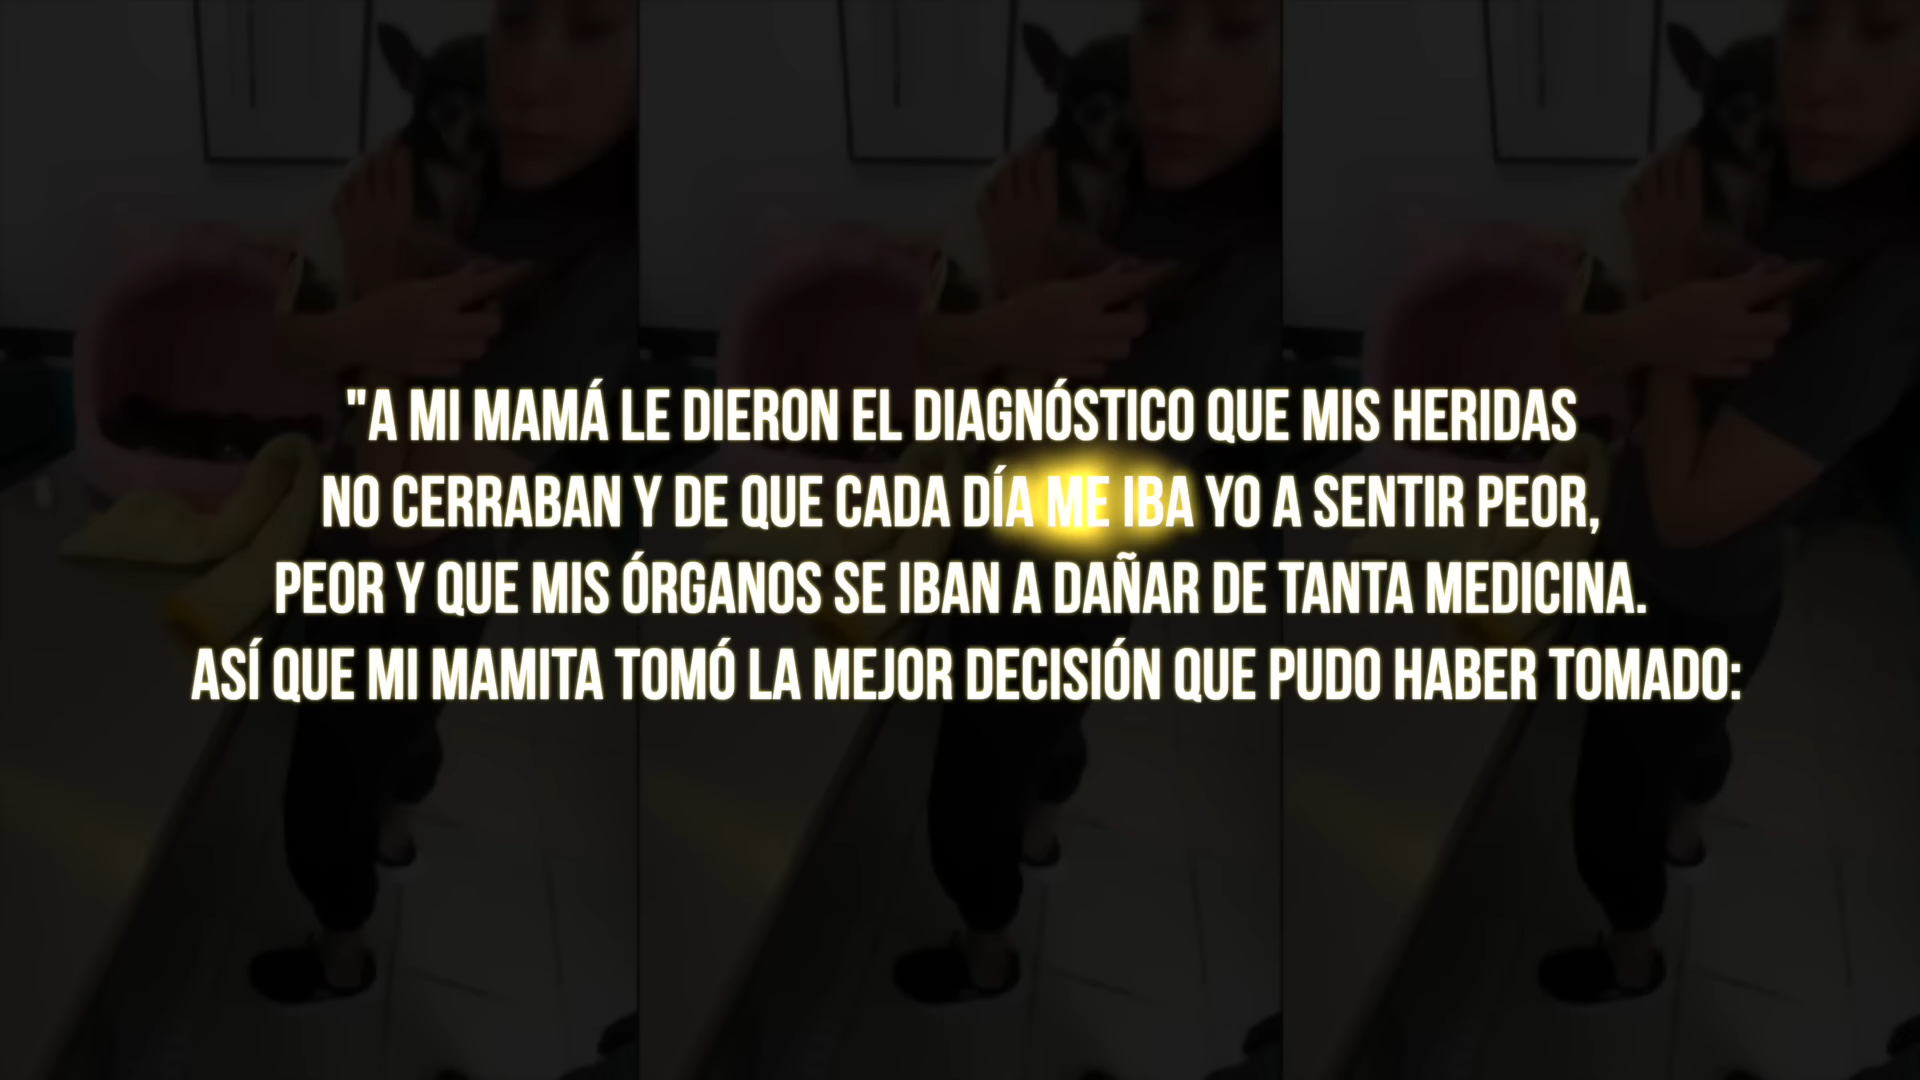 "A MI MAMÁ LE DIERON EL DIAGNÓSTICO QUE MIS HERIDAS
NO CERRABAN Y DE QUE CADA DÍA ME IBA YO A SENTIR PEOR,
PEOR Y QUE MIS ÓRGANOS SE IBAN A DAÑAR DE TANTA MEDICINA.
ASÍ QUE MI MAMITA TOMÓ LA MEJOR DECISIÓN QUE PUDO HABER TOMADO: